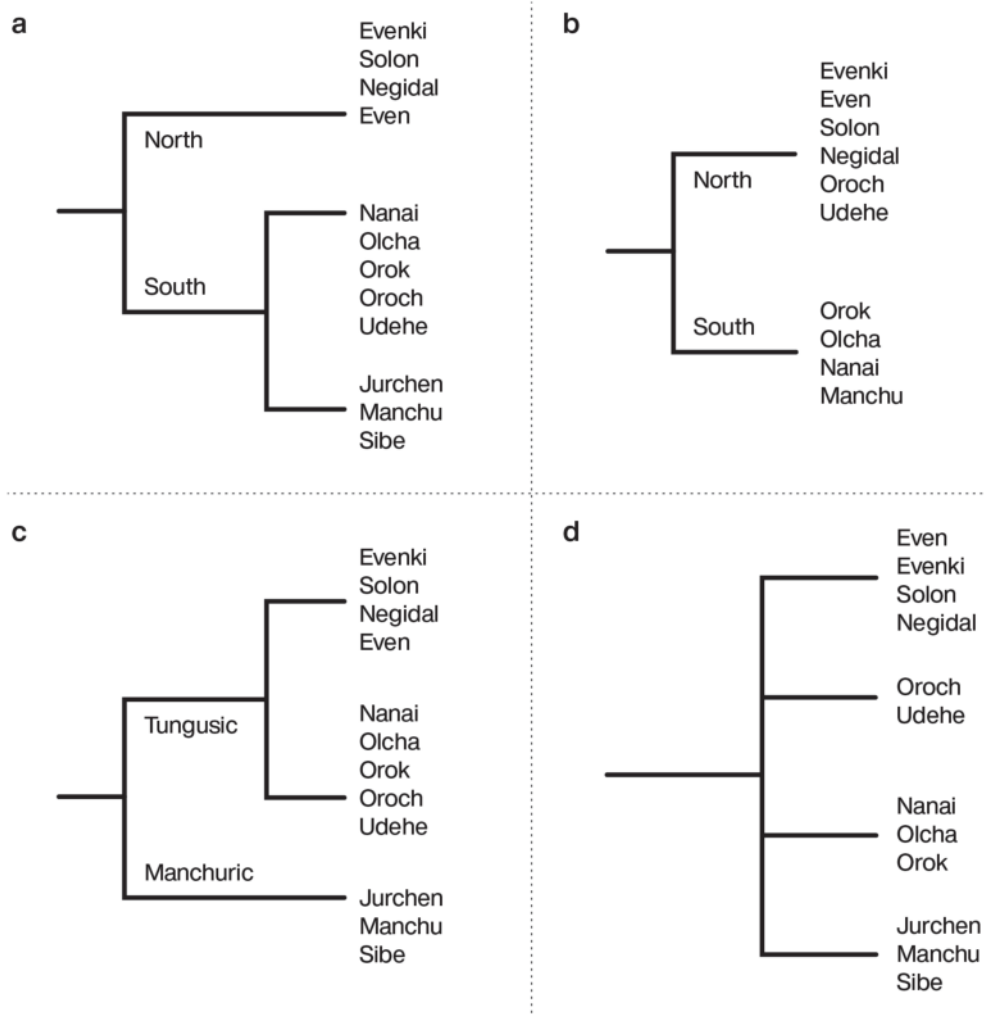 a
Evenki
Solon
Negidal
Even
North
Nanai
Olcha
Orok
Oroch
Udehe
South
Jurchen
Manchu
Sibe
b
Evenki
Even
Solon
Negidal
Oroch
Udehe
North
Orok
Olcha
Nanai
Manchu
South
c
Evenki
Solon
Negidal
Even
Tungusic
Nanai
Olcha
Orok
Oroch
Udehe
Manchuric
Jurchen
Manchu
Sibe
d
Even
Evenki
Solon
Negidal
Oroch
Udehe
Nanai
Olcha
Orok
Jurchen
Manchu
Sibe